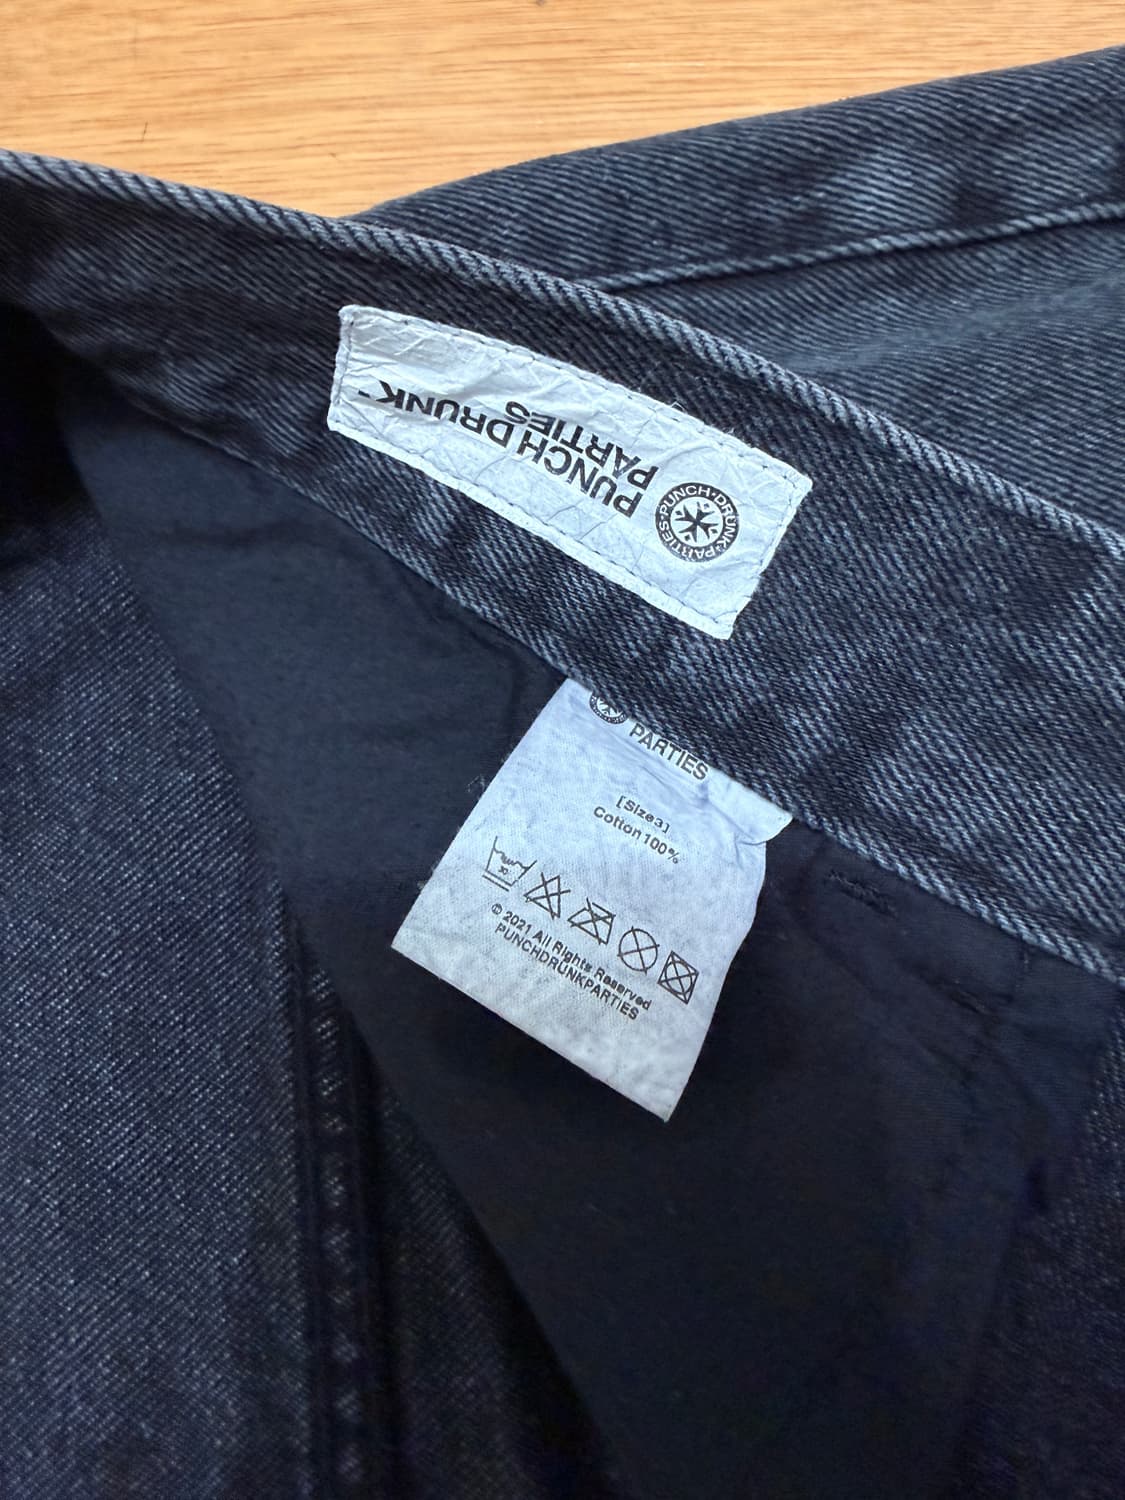 PUNCH DRUNK
PARTIES
PUNCH·DRUNK·PARTIES·
PARTIES
[Size3]
Cotton 100%
© 2021 All Rights Reserved
PUNCHDRUNKPARTIES